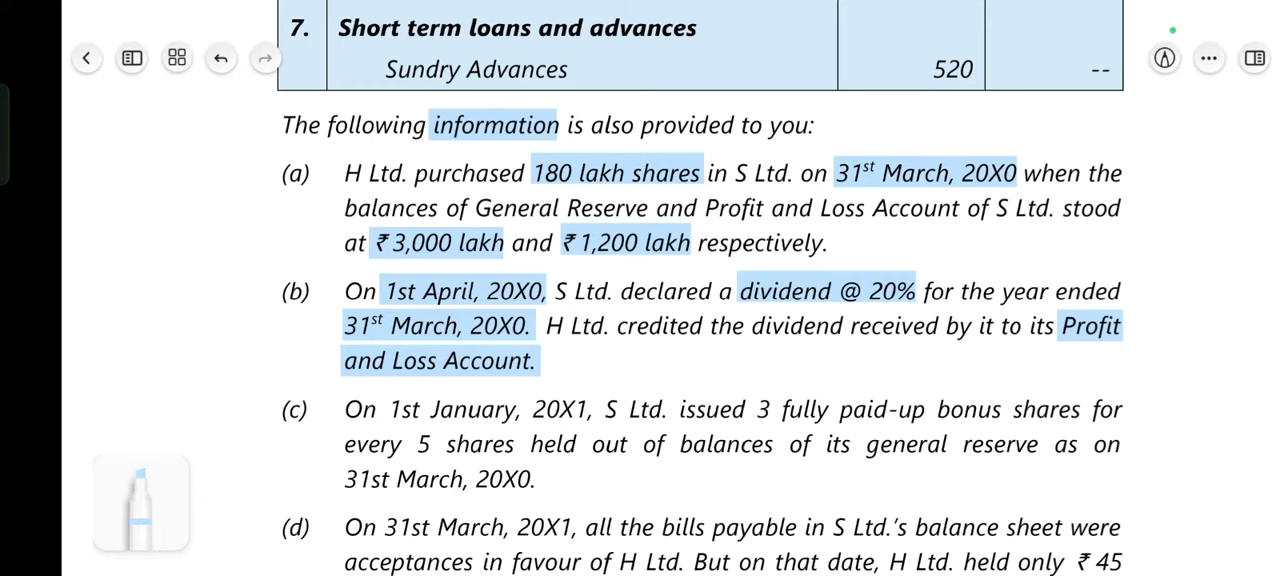 7. Short term loans and advances
Sundry Advances 520 --
The following information is also provided to you:
(a) H Ltd. purchased 180 lakh shares in S Ltd. on 31st March, 20X0 when the
balances of General Reserve and Profit and Loss Account of S Ltd. stood
at ₹ 3,000 lakh and ₹ 1,200 lakh respectively.
(b) On 1st April, 20X0, S Ltd. declared a dividend @ 20% for the year ended
31st March, 20X0. H Ltd. credited the dividend received by it to its Profit
and Loss Account.
(c) On 1st January, 20X1, S Ltd. issued 3 fully paid-up bonus shares for
every 5 shares held out of balances of its general reserve as on
31st March, 20X0.
(d) On 31st March, 20X1, all the bills payable in S Ltd.'s balance sheet were
acceptances in favour of H Ltd. But on that date, H Ltd. held only ₹ 45